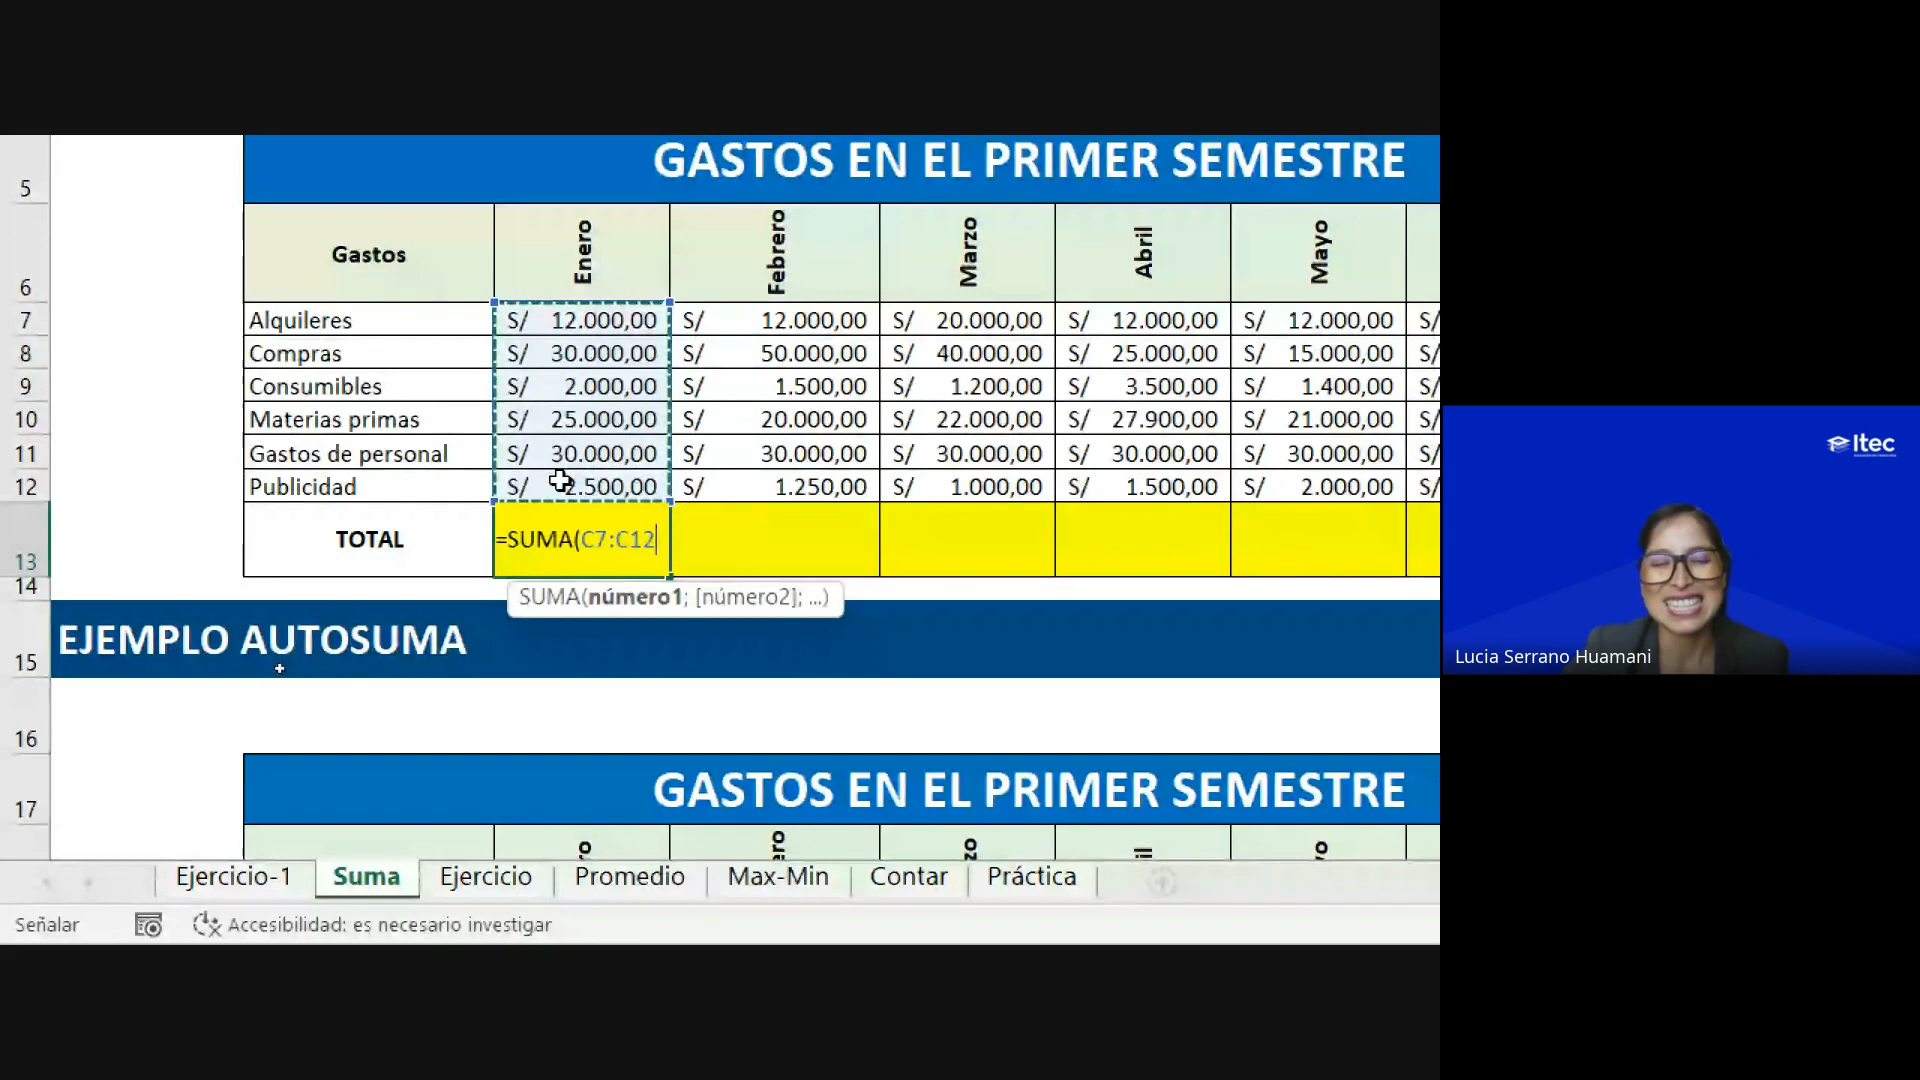 5
GASTOS EN EL PRIMER SEMESTRE
6
Gastos Enero Febrero Marzo Abril Mayo
7 Alquileres S/ 12.000,00 S/ 12.000,00 S/ 20.000,00 S/ 12.000,00 S/ 12.000,00 S/
8 Compras S/ 30.000,00 S/ 50.000,00 S/ 40.000,00 S/ 25.000,00 S/ 15.000,00 S/
9 Consumibles S/ 2.000,00 S/ 1.500,00 S/ 1.200,00 S/ 3.500,00 S/ 1.400,00 S/
10 Materias primas S/ 25.000,00 S/ 20.000,00 S/ 22.000,00 S/ 27.900,00 S/ 21.000,00 S/
11 Gastos de personal S/ 30.000,00 S/ 30.000,00 S/ 30.000,00 S/ 30.000,00 S/ 30.000,00 S/
12 Publicidad S/ 2.500,00 S/ 1.250,00 S/ 1.000,00 S/ 1.500,00 S/ 2.000,00 S/
13 TOTAL =SUMA(C7:C12
14
SUMA(número1; [número2]; ...)
15 EJEMPLO AUTOSUMA
16
17 GASTOS EN EL PRIMER SEMESTRE
ro ero zo il yo
Ejercicio-1 Suma Ejercicio Promedio Max-Min Contar Práctica
Señalar Accesibilidad: es necesario investigar
Itec
Lucia Serrano Huamani